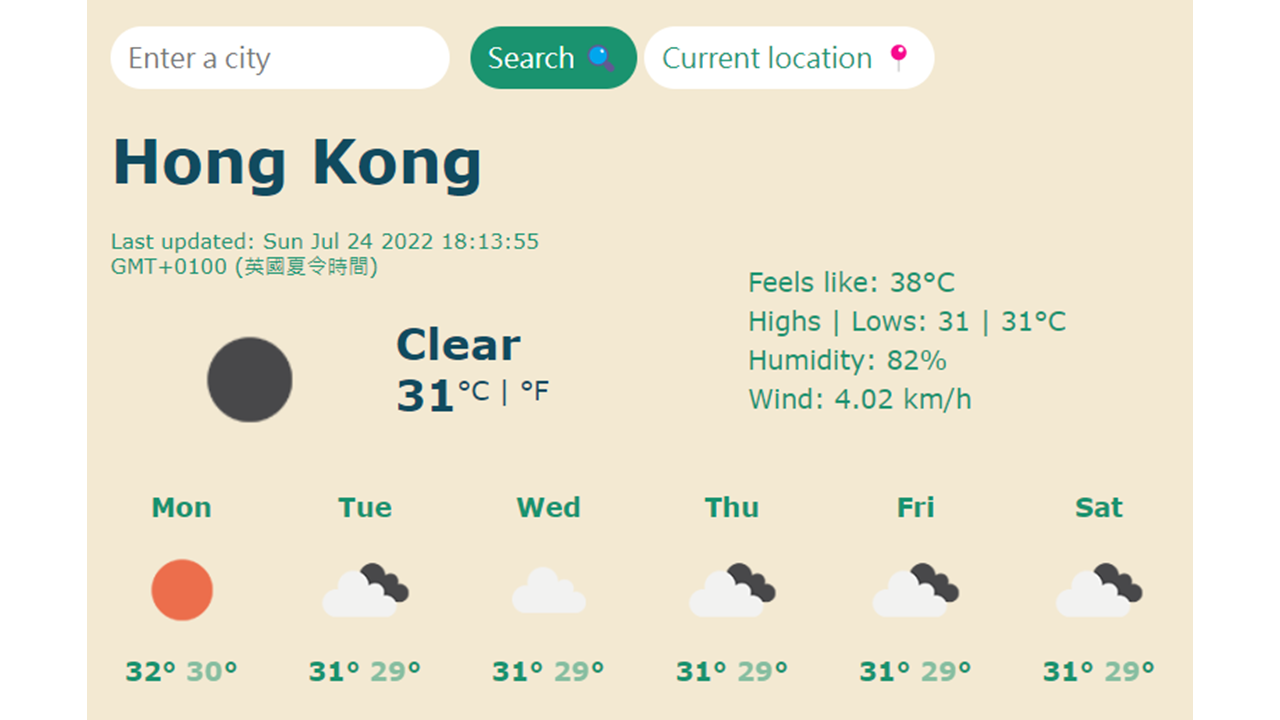 Enter a city
Search
Current location
Hong Kong
Last updated: Sun Jul 24 2022 18:13:55
GMT+0100 (英國夏令時間)
Feels like: 38°C
Highs | Lows: 31 | 31°C
Humidity: 82%
Wind: 4.02 km/h
Clear
31°C | °F
Mon Tue Wed Thu Fri Sat
32° 30° 31° 29° 31° 29° 31° 29° 31° 29° 31° 29°